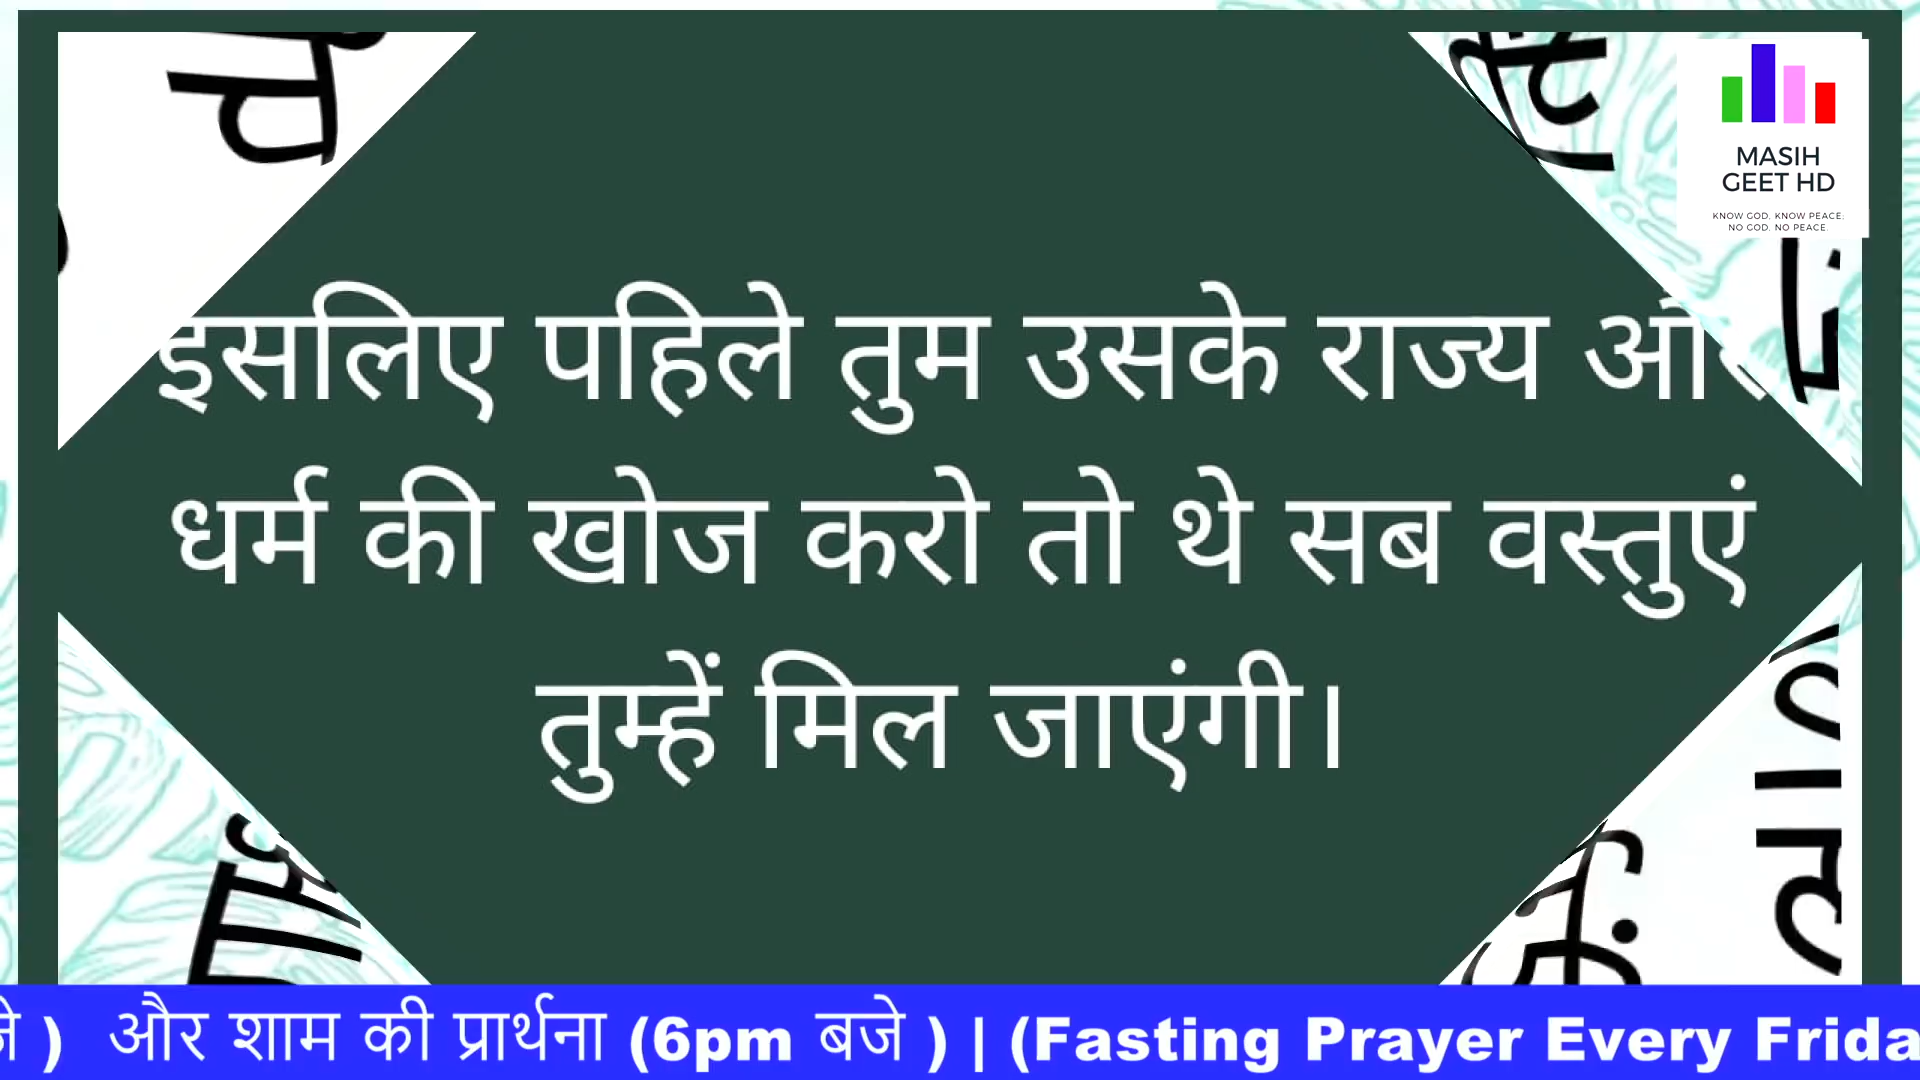 MASIH
GEET HD
KNOW GOD. KNOW PEACE.
NO GOD. NO PEACE.
इसलिए पहिले तुम उसके राज्य और
धर्म की खोज करो तो थे सब वस्तुएं
तुम्हें मिल जाएंगी।
) और शाम की प्रार्थना (6pm बजे ) | (Fasting Prayer Every Frida